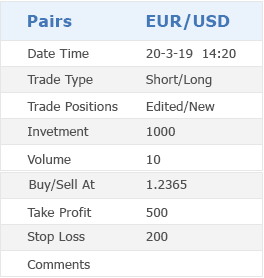 Pairs EUR/USD
Date Time 20-3-19 14:20
Trade Type Short/Long
Trade Positions Edited/New
Invetment 1000
Volume 10
Buy/Sell At 1.2365
Take Profit 500
Stop Loss 200
Comments